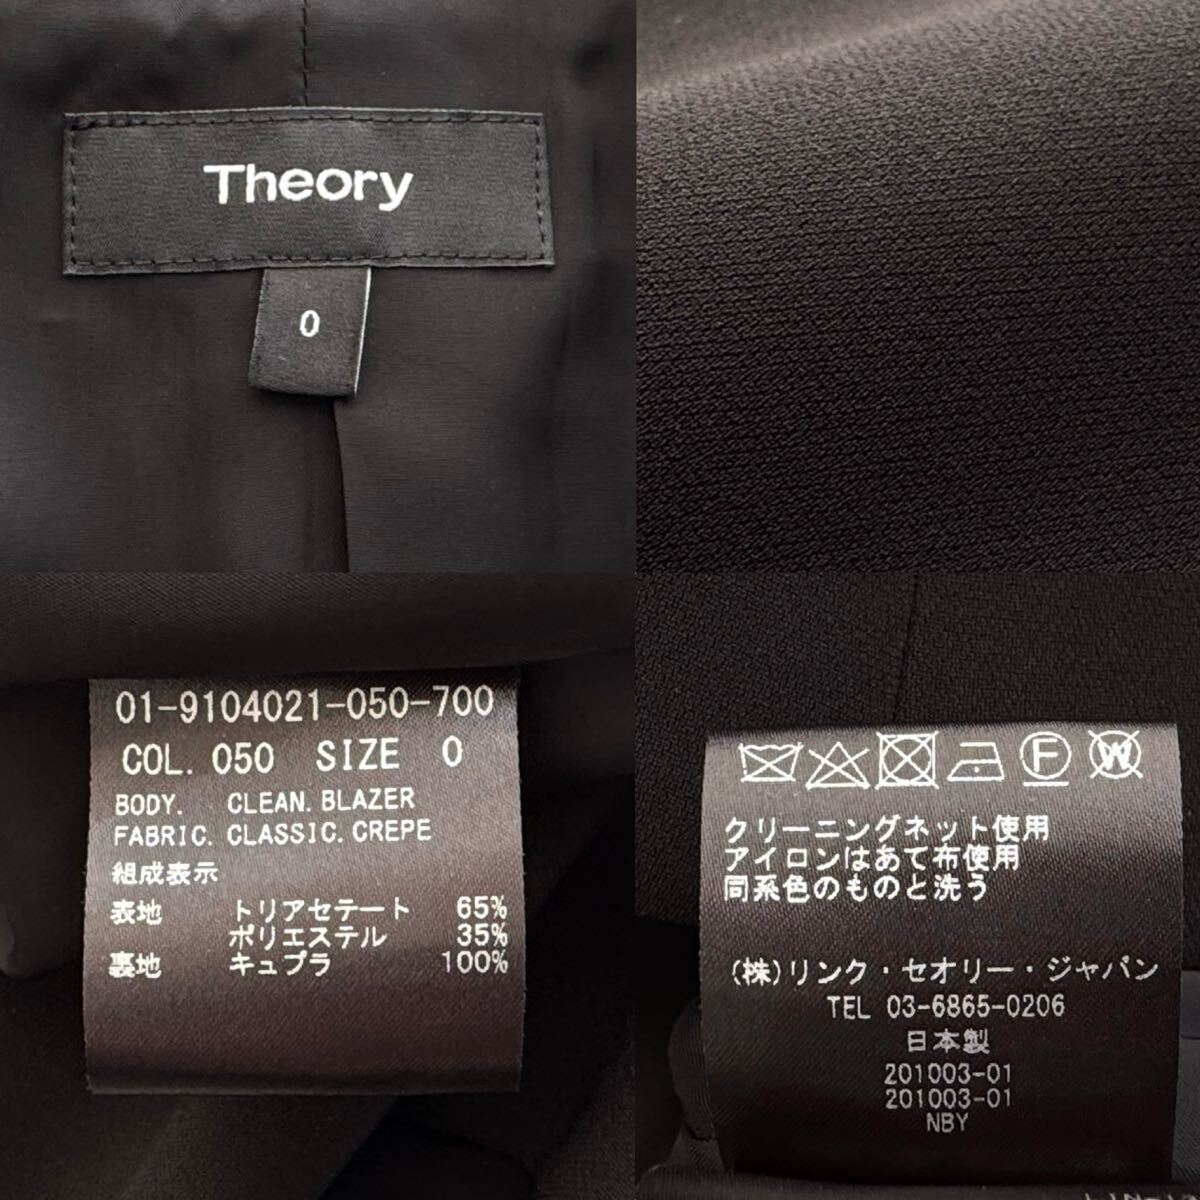 Theory
0
01-9104021-050-700
COL. 050 SIZE 0
BODY. CLEAN. BLAZER
FABRIC. CLASSIC. CREPE
組成表示
表地 トリアセテート 65%
ポリエステル 35%
裏地 キュプラ 100%
F W
クリーニングネット使用
アイロンはあて布使用
同系色のものと洗う
(株)リンク・セオリー・ジャパン
TEL 03-6865-0206
日本製
201003-01
201003-01
NBY